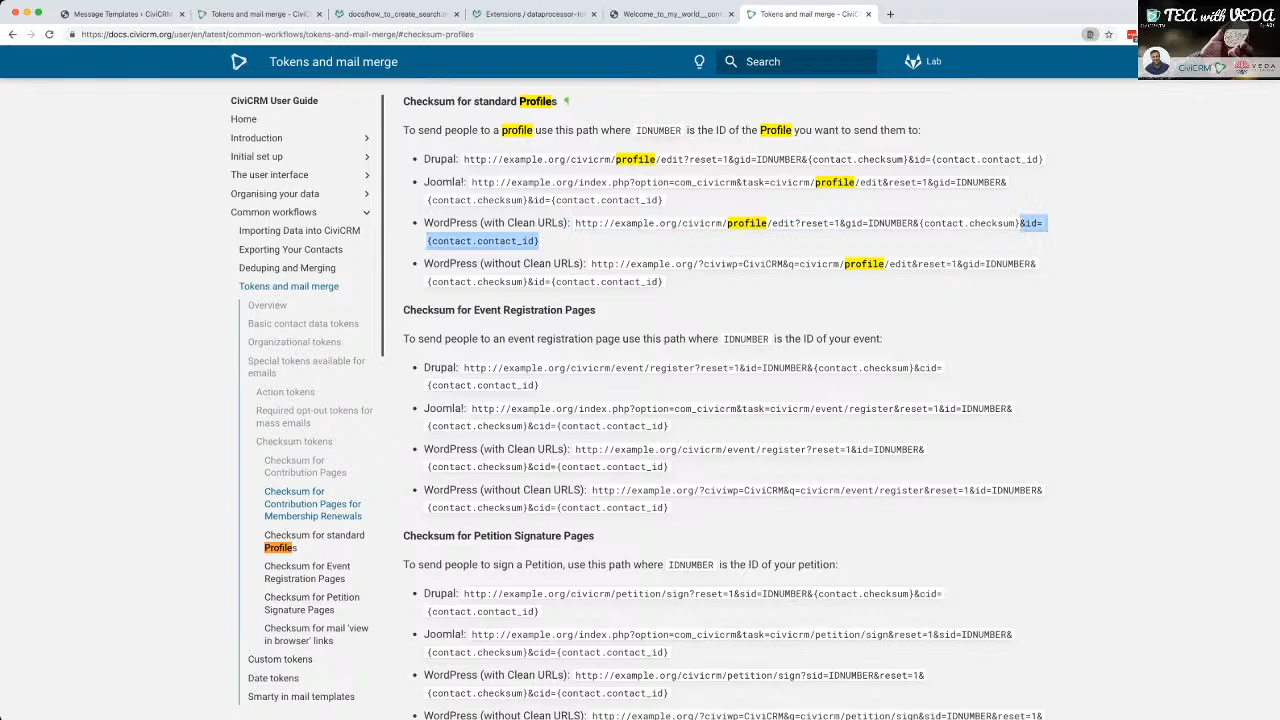 Message Templates ‹ CiviCRM
Tokens and mail merge - CiviC
docs/how_to_create_search.m
Extensions / dataprocessor-to
Welcome_to_my_world__con
Tokens and mail merge - CiviC
https://docs.civicrm.org/user/en/latest/common-workflows/tokens-and-mail-merge/#checksum-profiles
TEA with VEDA
CiviCRM
VEDA
Tokens and mail merge
Search
Lab
CiviCRM User Guide
Home
Introduction
Initial set up
The user interface
Organising your data
Common workflows
Importing Data into CiviCRM
Exporting Your Contacts
Deduping and Merging
Tokens and mail merge
Overview
Basic contact data tokens
Organizational tokens
Special tokens available for
emails
Action tokens
Required opt-out tokens for
mass emails
Checksum tokens
Checksum for
Contribution Pages
Checksum for
Contribution Pages for
Membership Renewals
Checksum for standard
Profiles
Checksum for Event
Registration Pages
Checksum for Petition
Signature Pages
Checksum for mail 'view
in browser' links
Custom tokens
Date tokens
Smarty in mail templates
Checksum for standard Profiles ¶
To send people to a profile use this path where IDNUMBER is the ID of the Profile you want to send them to:
• Drupal: http://example.org/civicrm/profile/edit?reset=1&gid=IDNUMBER&{contact.checksum}&id={contact.contact_id}
• Joomla!: http://example.org/index.php?option=com_civicrm&task=civicrm/profile/edit&reset=1&gid=IDNUMBER&
{contact.checksum}&id={contact.contact_id}
• WordPress (with Clean URLs): http://example.org/civicrm/profile/edit?reset=1&gid=IDNUMBER&{contact.checksum}&id=
{contact.contact_id}
• WordPress (without Clean URLs): http://example.org/?civiwp=CiviCRM&q=civicrm/profile/edit&reset=1&gid=IDNUMBER&
{contact.checksum}&id={contact.contact_id}
Checksum for Event Registration Pages
To send people to an event registration page use this path where IDNUMBER is the ID of your event:
• Drupal: http://example.org/civicrm/event/register?reset=1&id=IDNUMBER&{contact.checksum}&cid=
{contact.contact_id}
• Joomla!: http://example.org/index.php?option=com_civicrm&task=civicrm/event/register&reset=1&id=IDNUMBER&
{contact.checksum}&cid={contact.contact_id}
• WordPress (with Clean URLs): http://example.org/civicrm/event/register?reset=1&id=IDNUMBER&
{contact.checksum}&cid={contact.contact_id}
• WordPress (without Clean URLS): http://example.org/?civiwp=CiviCRM&q=civicrm/event/register&reset=1&id=IDNUMBER&
{contact.checksum}&cid={contact.contact_id}
Checksum for Petition Signature Pages
To send people to sign a Petition, use this path where IDNUMBER is the ID of your petition:
• Drupal: http://example.org/civicrm/petition/sign?reset=1&sid=IDNUMBER&{contact.checksum}&cid=
{contact.contact_id}
• Joomla!: http://example.org/index.php?option=com_civicrm&task=civicrm/petition/sign&reset=1&sid=IDNUMBER&
{contact.checksum}&cid={contact.contact_id}
• WordPress (with Clean URLs): http://example.org/civicrm/petition/sign?sid=IDNUMBER&reset=1&
{contact.checksum}&cid={contact.contact_id}
• WordPress (without Clean URLS): http://example.org/?civiwp=CiviCRM&q=civicrm/petition/sign&sid=IDNUMBER&reset=1&